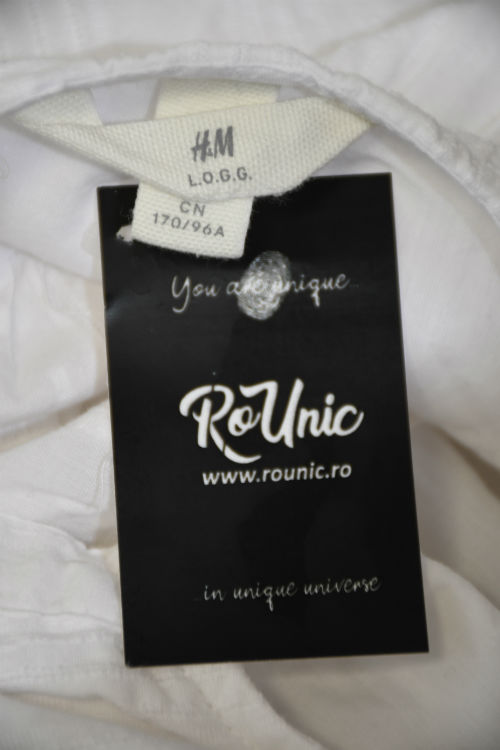 H&M
L.O.G.G.
CN
170/96A
You are unique
RoUnic
www.rounic.ro
...in unique universe